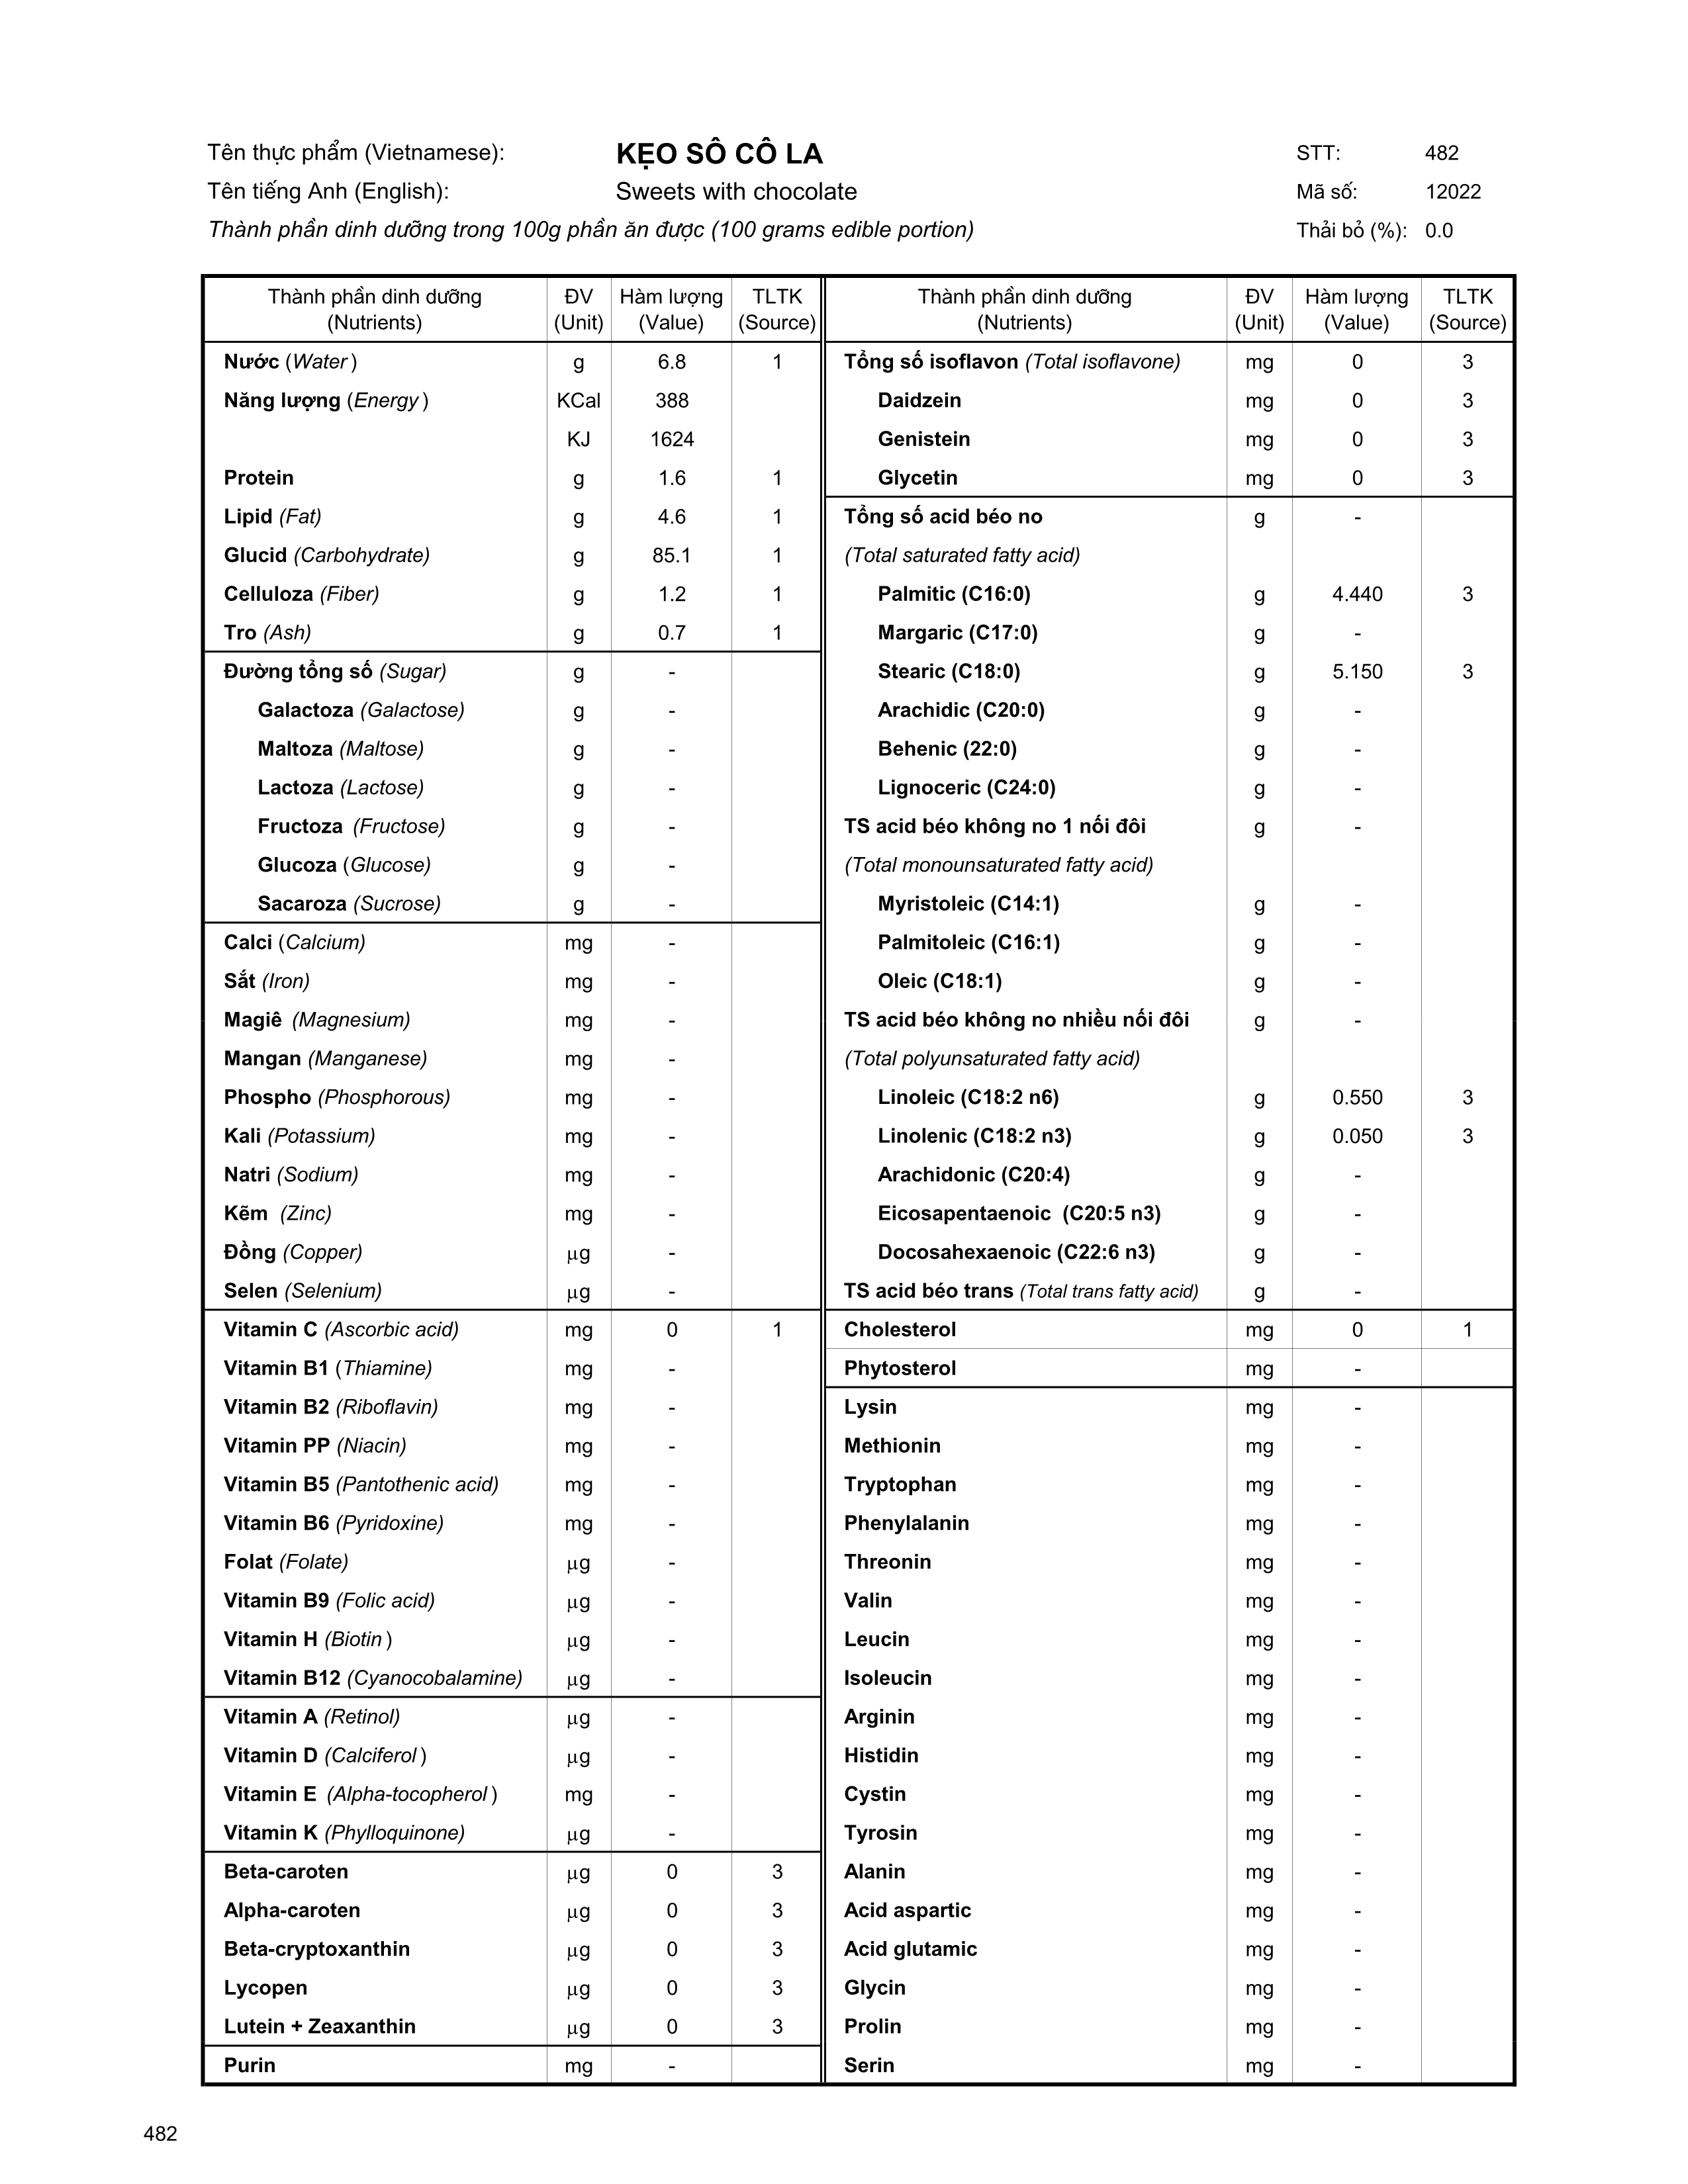 Tên thực phẩm (Vietnamese): KẸO SÔ CÔ LA STT: 482
Tên tiếng Anh (English): Sweets with chocolate Mã số: 12022
Thành phần dinh dưỡng trong 100g phần ăn được (100 grams edible portion) Thải bỏ (%): 0.0
Thành phần dinh dưỡng ĐV Hàm lượng TLTK Thành phần dinh dưỡng ĐV Hàm lượng TLTK
(Nutrients) (Unit) (Value) (Source) (Nutrients) (Unit) (Value) (Source)
Nước (Water) g 6.8 1 Tổng số isoflavon (Total isoflavone) mg 0 3
Năng lượng (Energy) KCal 388 Daidzein mg 0 3
KJ 1624 Genistein mg 0 3
Protein g 1.6 1 Glycetin mg 0 3
Lipid (Fat) g 4.6 1 Tổng số acid béo no g -
Glucid (Carbohydrate) g 85.1 1 (Total saturated fatty acid)
Celluloza (Fiber) g 1.2 1 Palmitic (C16:0) g 4.440 3
Tro (Ash) g 0.7 1 Margaric (C17:0) g -
Đường tổng số (Sugar) g - Stearic (C18:0) g 5.150 3
Galactoza (Galactose) g - Arachidic (C20:0) g -
Maltoza (Maltose) g - Behenic (22:0) g -
Lactoza (Lactose) g - Lignoceric (C24:0) g -
Fructoza (Fructose) g - TS acid béo không no 1 nối đôi g -
Glucoza (Glucose) g - (Total monounsaturated fatty acid)
Sacaroza (Sucrose) g - Myristoleic (C14:1) g -
Calci (Calcium) mg - Palmitoleic (C16:1) g -
Sắt (Iron) mg - Oleic (C18:1) g -
Magiê (Magnesium) mg - TS acid béo không no nhiều nối đôi g -
Mangan (Manganese) mg - (Total polyunsaturated fatty acid)
Phospho (Phosphorous) mg - Linoleic (C18:2 n6) g 0.550 3
Kali (Potassium) mg - Linolenic (C18:2 n3) g 0.050 3
Natri (Sodium) mg - Arachidonic (C20:4) g -
Kẽm (Zinc) mg - Eicosapentaenoic (C20:5 n3) g -
Đồng (Copper) μg - Docosahexaenoic (C22:6 n3) g -
Selen (Selenium) μg - TS acid béo trans (Total trans fatty acid) g -
Vitamin C (Ascorbic acid) mg 0 1 Cholesterol mg 0 1
Vitamin B1 (Thiamine) mg - Phytosterol mg -
Vitamin B2 (Riboflavin) mg - Lysin mg -
Vitamin PP (Niacin) mg - Methionin mg -
Vitamin B5 (Pantothenic acid) mg - Tryptophan mg -
Vitamin B6 (Pyridoxine) mg - Phenylalanin mg -
Folat (Folate) μg - Threonin mg -
Vitamin B9 (Folic acid) μg - Valin mg -
Vitamin H (Biotin) μg - Leucin mg -
Vitamin B12 (Cyanocobalamine) μg - Isoleucin mg -
Vitamin A (Retinol) μg - Arginin mg -
Vitamin D (Calciferol) μg - Histidin mg -
Vitamin E (Alpha-tocopherol) mg - Cystin mg -
Vitamin K (Phylloquinone) μg - Tyrosin mg -
Beta-caroten μg 0 3 Alanin mg -
Alpha-caroten μg 0 3 Acid aspartic mg -
Beta-cryptoxanthin μg 0 3 Acid glutamic mg -
Lycopen μg 0 3 Glycin mg -
Lutein + Zeaxanthin μg 0 3 Prolin mg -
Purin mg - Serin mg -
482